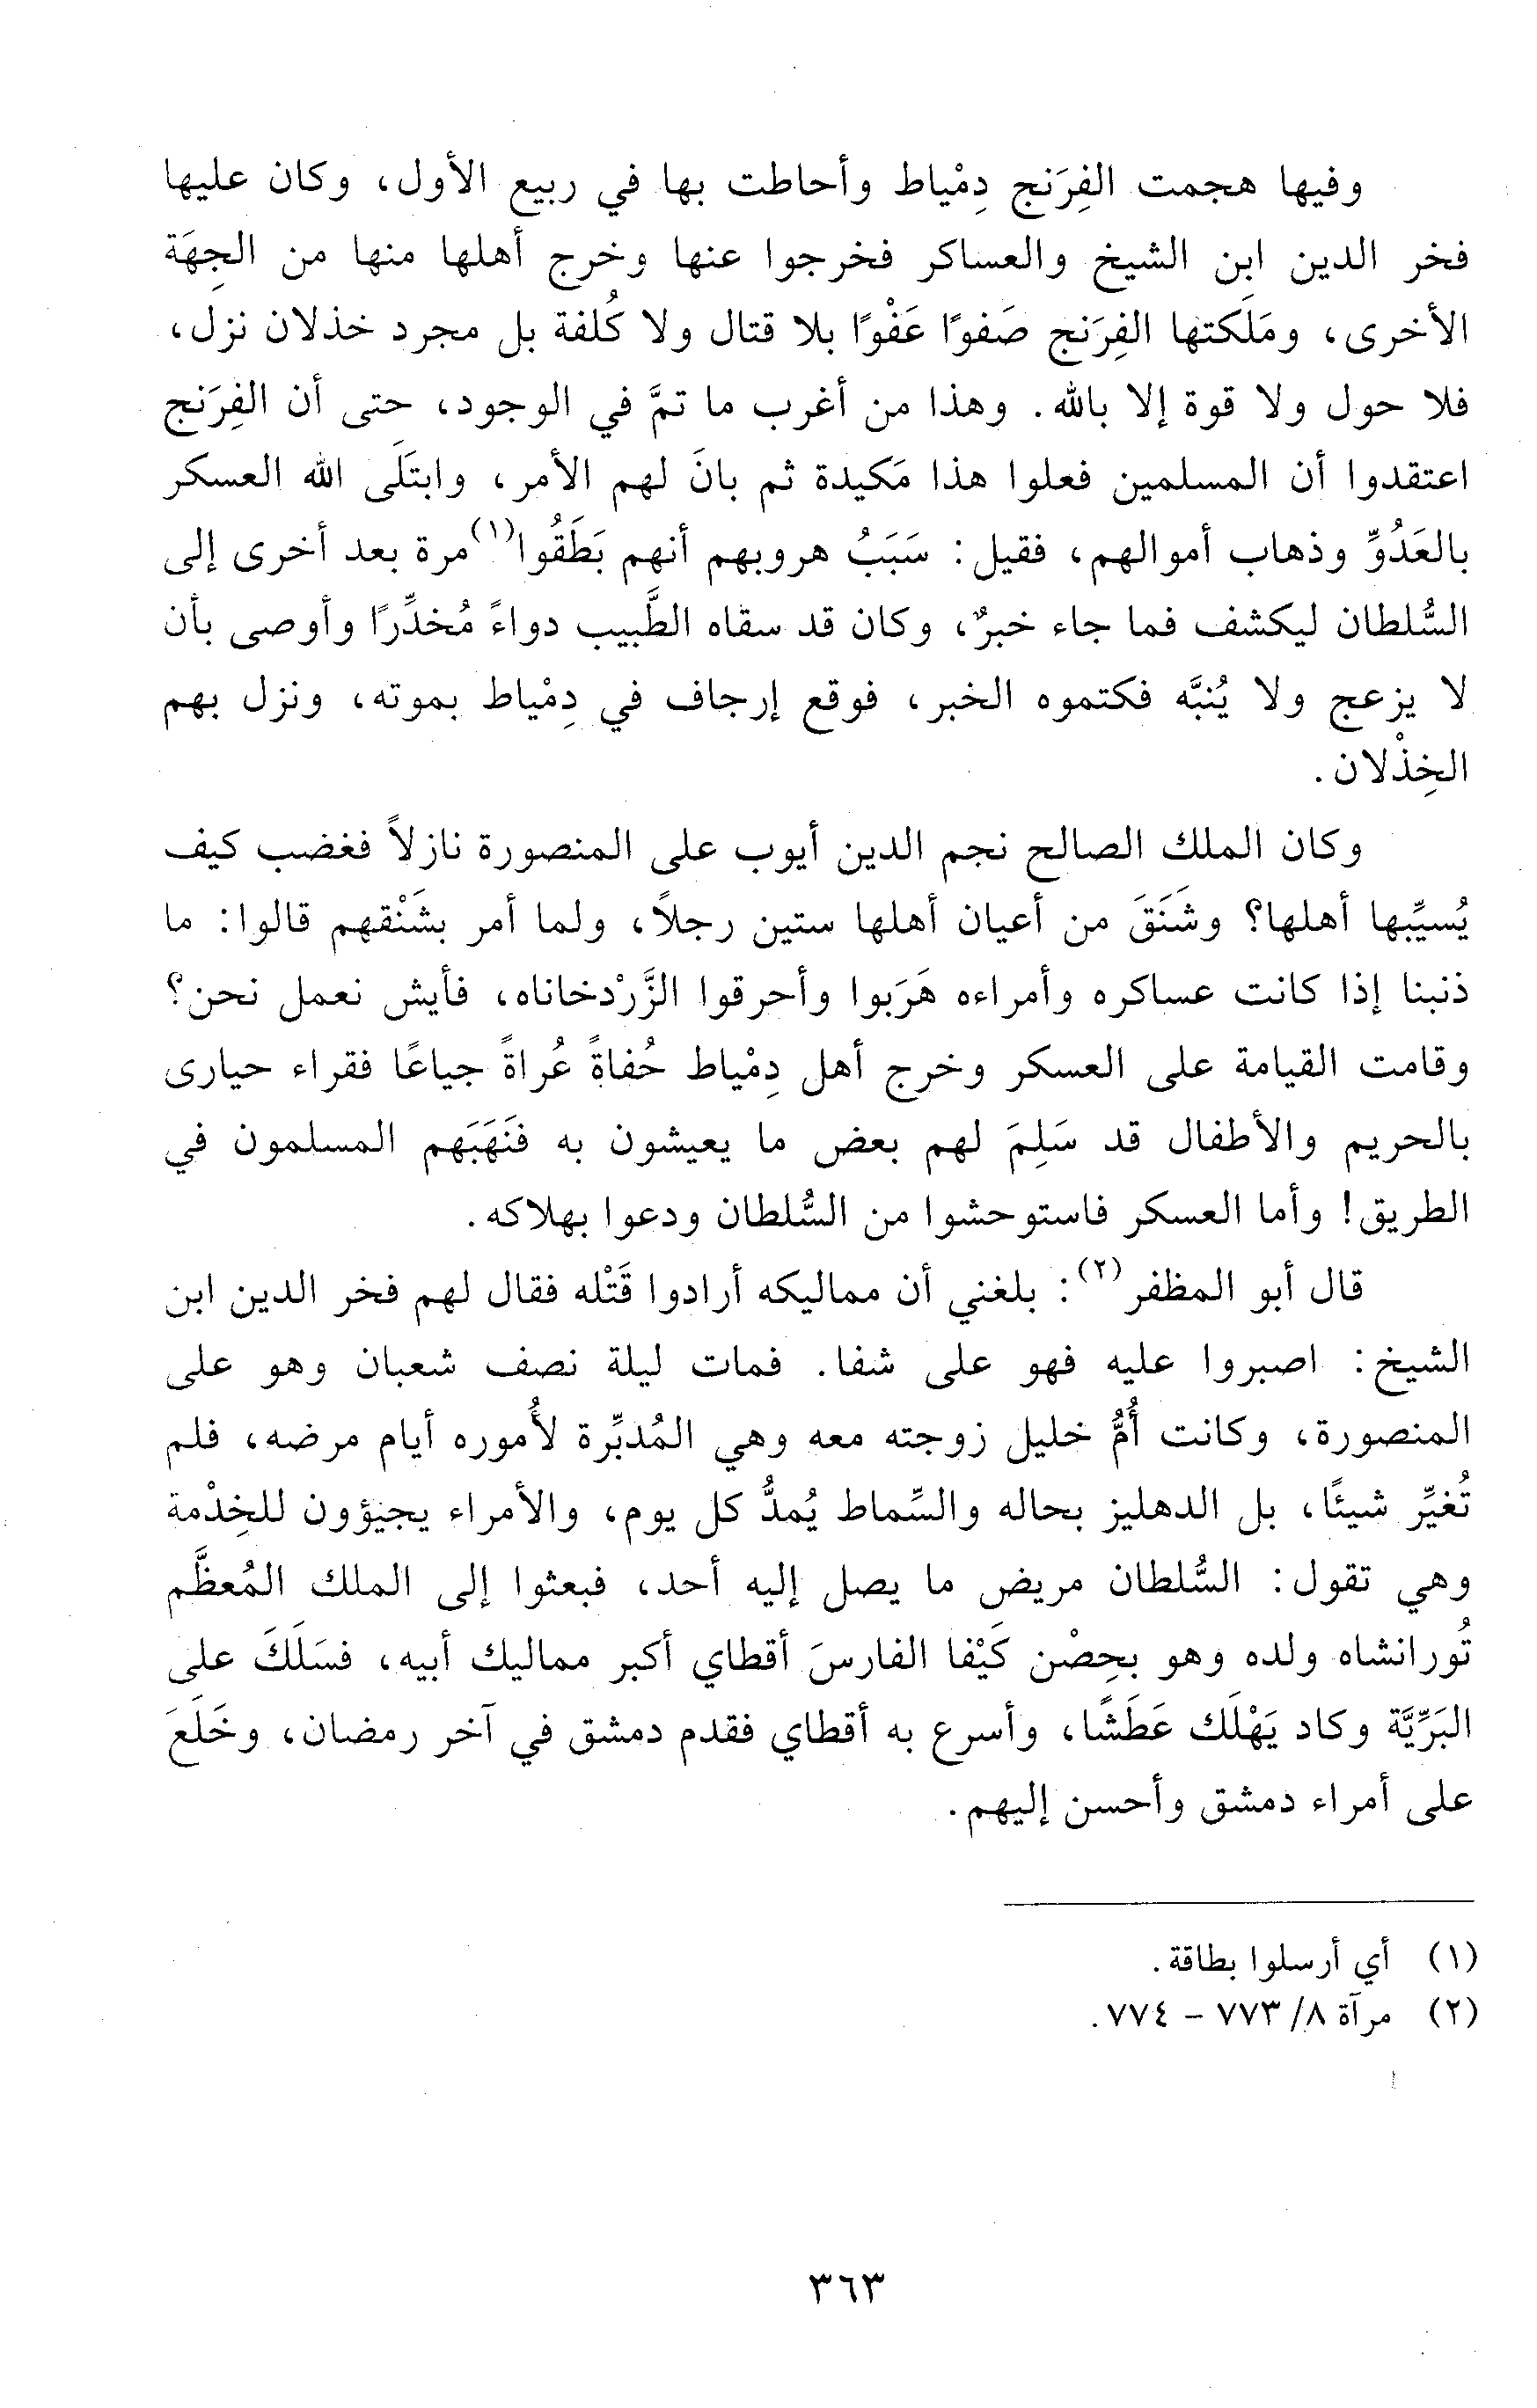 وفيها هجمت الفِرَنج دِمْياط وأحاطت بها في ربيع الأول، وكان عليها
فخر الدين ابن الشيخ والعساكر فخرجوا عنها وخرج أهلها منها من الجِهَة
الأخرى، ومَلَكتها الفِرَنج صَفوًا عَفْوًا بلا قتال ولا كُلفة بل مجرد خذلان نزل،
فلا حول ولا قوة إلا بالله. وهذا من أغرب ما تمَّ في الوجود، حتى أن الفِرَنج
اعتقدوا أن المسلمين فعلوا هذا مَكيدة ثم بانَ لهم الأمر، وابتَلَى الله العسكر
بالعَدُوِّ وذهاب أموالهم، فقيل: سَبَبُ هروبهم أنهم بَطَقُوا(١) مرة بعد أخرى إلى
السُّلطان ليكشف فما جاء خبرٌ، وكان قد سقاه الطَّبيب دواءً مُخدِّرًا وأوصى بأن
لا يزعج ولا يُنبَّه فكتموه الخبر، فوقع إرجاف في دِمْياط بموته، ونزل بهم
الخِذْلان.
وكان الملك الصالح نجم الدين أيوب على المنصورة نازلاً فغضب كيف
يُسيِّبها أهلها؟ وشَنَقَ من أعيان أهلها ستين رجلاً، ولما أمر بشَنْقهم قالوا: ما
ذنبنا إذا كانت عساكره وأمراءه هَرَبوا وأحرقوا الزَّرْدخاناه، فأيش نعمل نحن؟
وقامت القيامة على العسكر وخرج أهل دِمْياط حُفاةً عُراةً جياعًا فقراء حيارى
بالحريم والأطفال قد سَلِمَ لهم بعض ما يعيشون به فنَهَبَهم المسلمون في
الطريق! وأما العسكر فاستوحشوا من السُّلطان ودعوا بهلاكه.
قال أبو المظفر(٢): بلغني أن مماليكه أرادوا قَتْله فقال لهم فخر الدين ابن
الشيخ: اصبروا عليه فهو على شفا. فمات ليلة نصف شعبان وهو على
المنصورة، وكانت أُمُّ خليل زوجته معه وهي المُدبِّرة لأُموره أيام مرضه، فلم
تُغيِّر شيئًا، بل الدهليز بحاله والسِّماط يُمدُّ كل يوم، والأمراء يجيؤون للخِدْمة
وهي تقول: السُّلطان مريض ما يصل إليه أحد، فبعثوا إلى الملك المُعظَّم
تُورانشاه ولده وهو بحِصْن كَيْفا الفارسَ أقطاي أكبر مماليك أبيه، فسَلَكَ على
البَرِّيَّة وكاد يَهْلَك عَطَشًا، وأسرع به أقطاي فقدم دمشق في آخر رمضان، وخَلَعَ
على أمراء دمشق وأحسن إليهم.
(١) أي أرسلوا بطاقة.
(٢) مرآة ٨/ ٧٧٣ – ٧٧٤.
٣٦٣